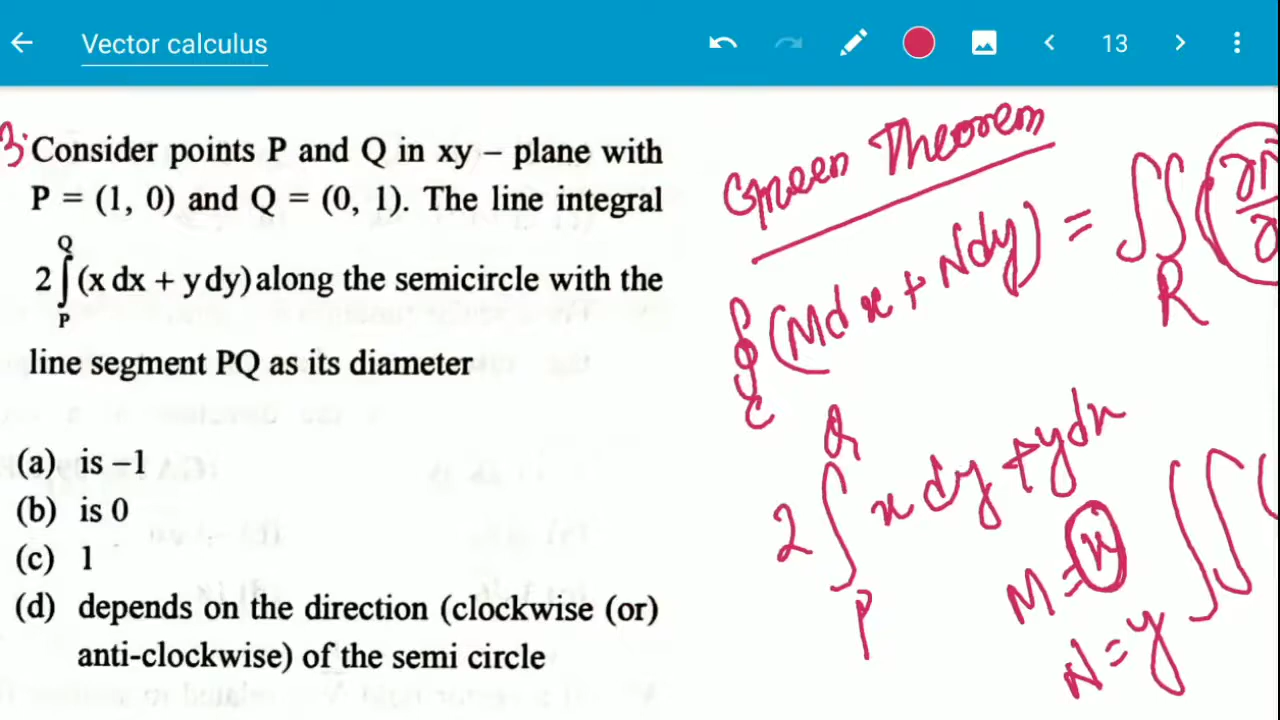 Vector calculus
13
3. Consider points P and Q in xy – plane with
P = (1, 0) and Q = (0, 1). The line integral
2 ∫_P^Q (x dx + y dy) along the semicircle with the
line segment PQ as its diameter
(a) is –1
(b) is 0
(c) 1
(d) depends on the direction (clockwise (or)
anti-clockwise) of the semi circle
Green Theorem
∮_C (Mdx + Ndy) = ∬_R (∂N
2 ∫_P^Q x dy + y dx
M = x
N = y
∬ (